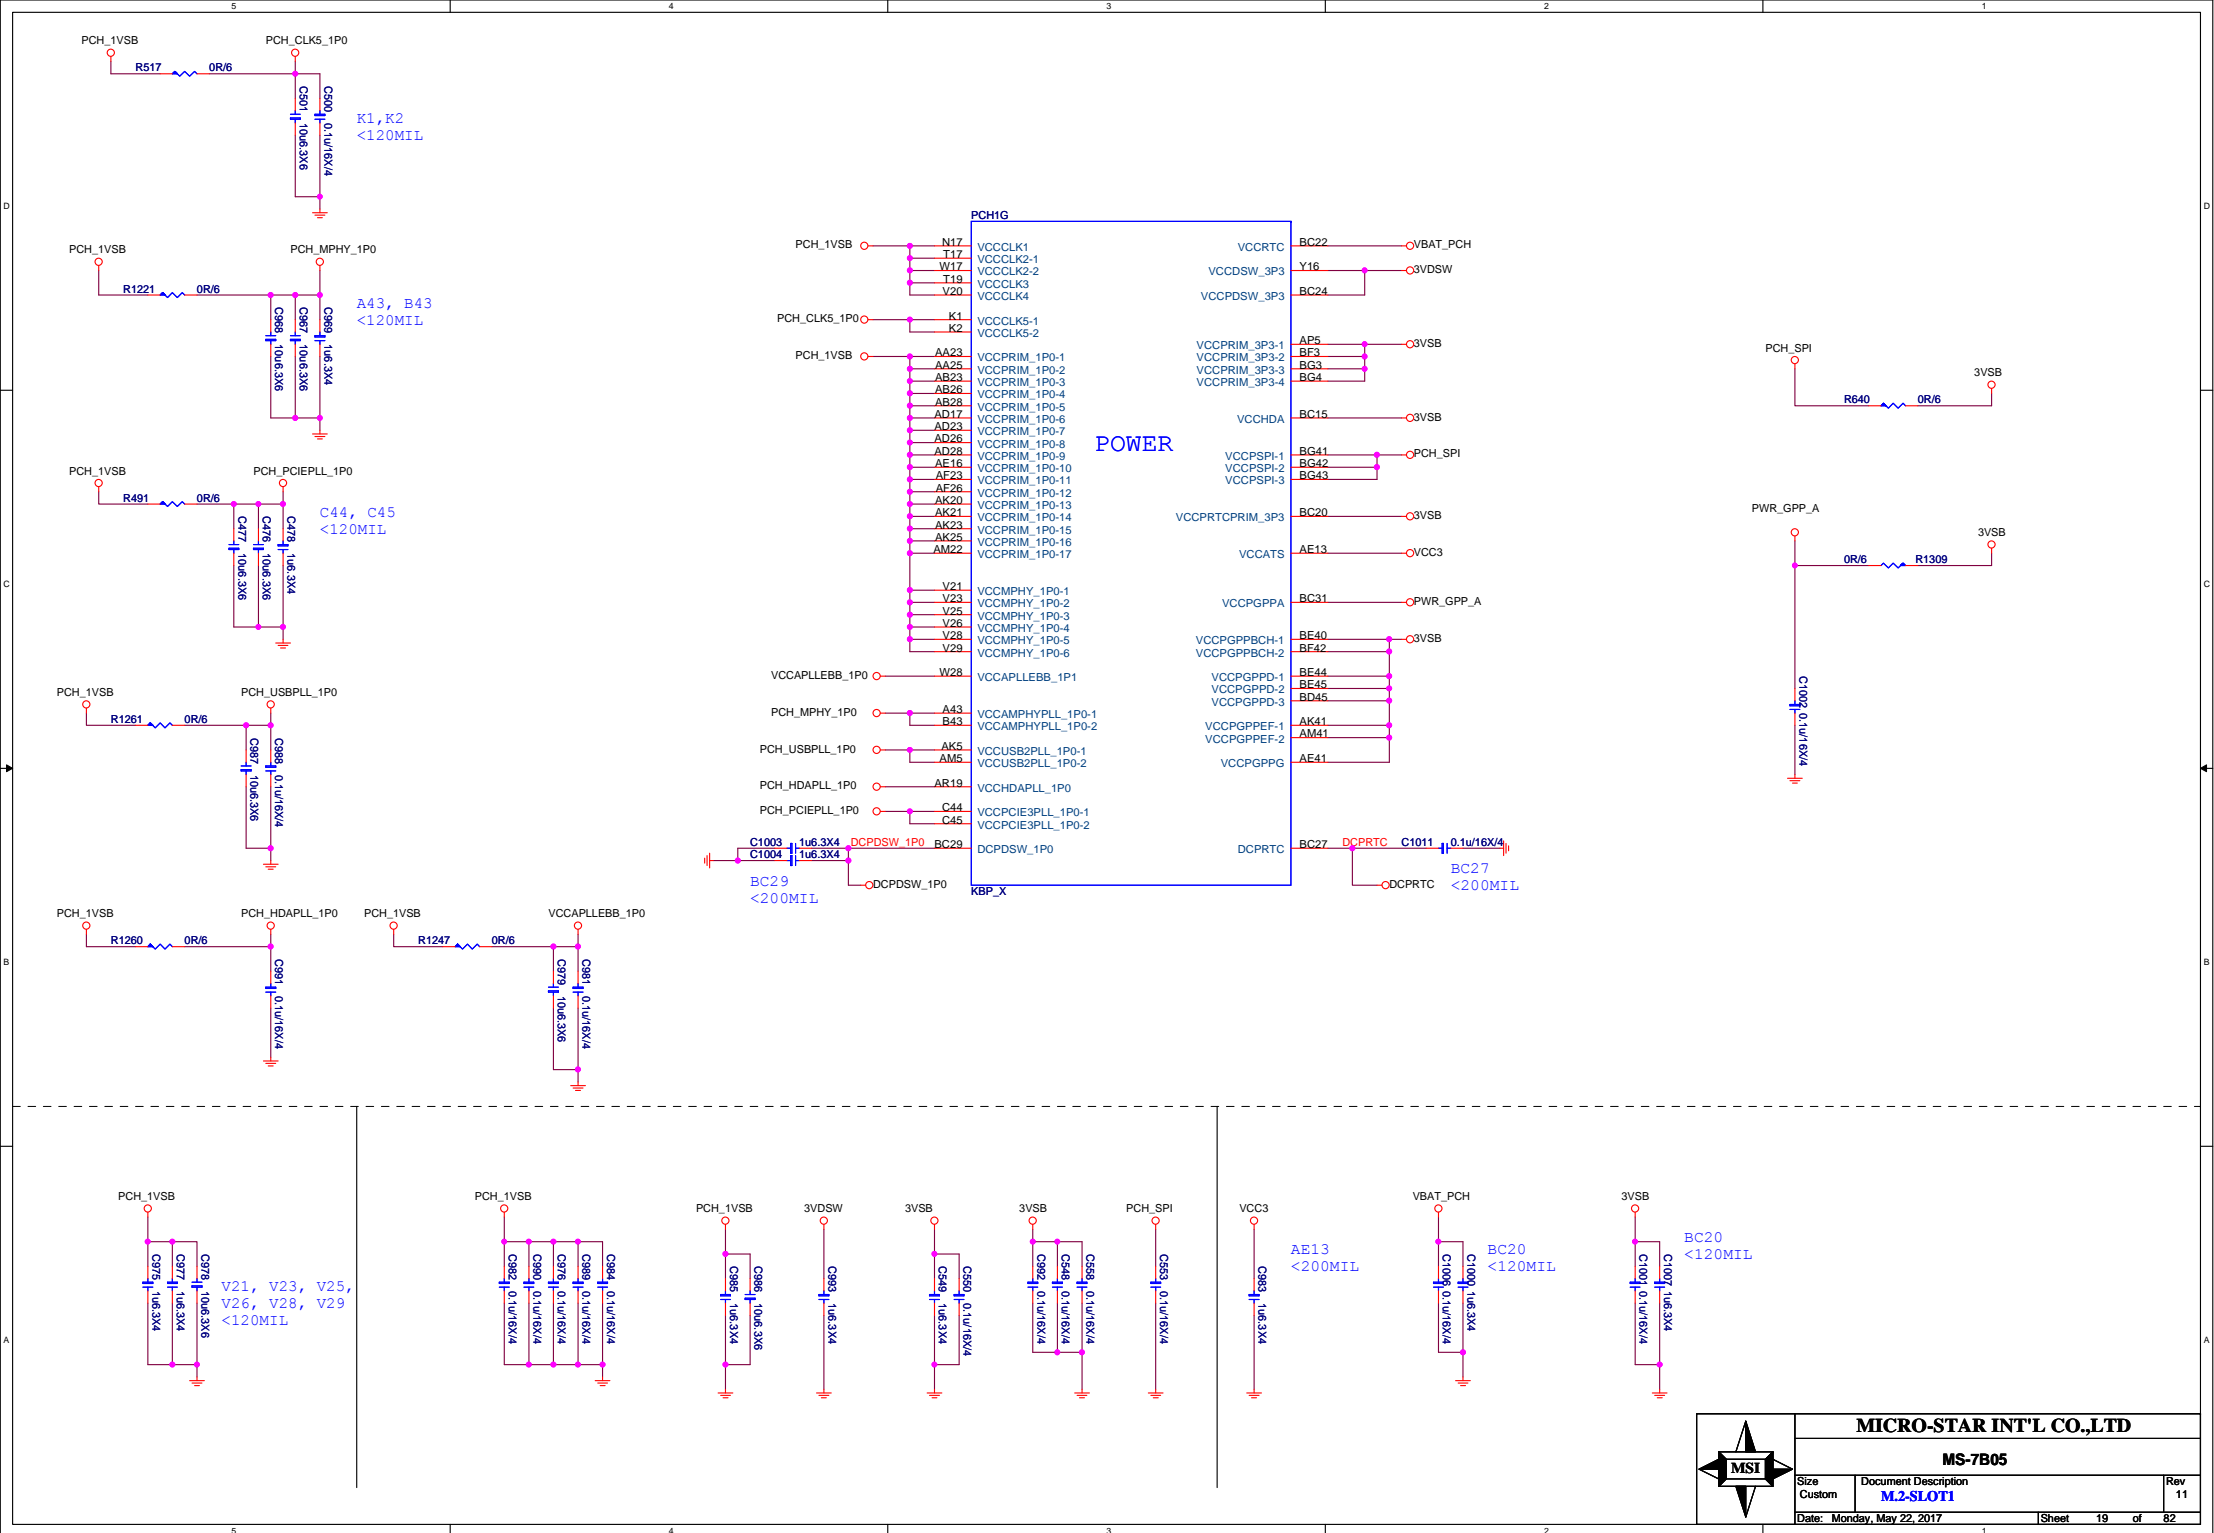 5 4 3 2 1
D
C
B
A
PCH_1VSB PCH_CLK5_1P0
R517 0R/6
C501 10u6.3X6
C500 0.1u/16X/4
K1,K2
<120MIL
PCH_1VSB PCH_MPHY_1P0
R1221 0R/6
C968 10u6.3X6
C967 10u6.3X6
C969 1u6.3X4
A43, B43
<120MIL
PCH_1VSB PCH_PCIEPLL_1P0
R491 0R/6
C477 10u6.3X6
C476 10u6.3X6
C478 1u6.3X4
C44, C45
<120MIL
PCH_1VSB PCH_USBPLL_1P0
R1261 0R/6
C987 10u6.3X6
C988 0.1u/16X/4
PCH_1VSB PCH_HDAPLL_1P0
R1260 0R/6
C991 0.1u/16X/4
PCH_1VSB VCCAPLLEBB_1P0
R1247 0R/6
C979 10u6.3X6
C981 0.1u/16X/4
PCH1G
POWER
PCH_1VSB N17 VCCCLK1
T17 VCCCLK2-1
W17 VCCCLK2-2
T19 VCCCLK3
V20 VCCCLK4
PCH_CLK5_1P0 K1 VCCCLK5-1
K2 VCCCLK5-2
PCH_1VSB AA23 VCCPRIM_1P0-1
AA25 VCCPRIM_1P0-2
AB23 VCCPRIM_1P0-3
AB26 VCCPRIM_1P0-4
AB28 VCCPRIM_1P0-5
AD17 VCCPRIM_1P0-6
AD23 VCCPRIM_1P0-7
AD26 VCCPRIM_1P0-8
AD28 VCCPRIM_1P0-9
AE16 VCCPRIM_1P0-10
AF23 VCCPRIM_1P0-11
AF26 VCCPRIM_1P0-12
AK20 VCCPRIM_1P0-13
AK21 VCCPRIM_1P0-14
AK23 VCCPRIM_1P0-15
AK25 VCCPRIM_1P0-16
AM22 VCCPRIM_1P0-17
V21 VCCMPHY_1P0-1
V23 VCCMPHY_1P0-2
V25 VCCMPHY_1P0-3
V26 VCCMPHY_1P0-4
V28 VCCMPHY_1P0-5
V29 VCCMPHY_1P0-6
VCCAPLLEBB_1P0 W28 VCCAPLLEBB_1P1
PCH_MPHY_1P0 A43 VCCAMPHYPLL_1P0-1
B43 VCCAMPHYPLL_1P0-2
PCH_USBPLL_1P0 AK5 VCCUSB2PLL_1P0-1
AM5 VCCUSB2PLL_1P0-2
PCH_HDAPLL_1P0 AR19 VCCHDAPLL_1P0
PCH_PCIEPLL_1P0 C44 VCCPCIE3PLL_1P0-1
C45 VCCPCIE3PLL_1P0-2
C1003 1u6.3X4 DCPDSW_1P0 BC29 DCPDSW_1P0
C1004 1u6.3X4
BC29
<200MIL
DCPDSW_1P0
KBP_X
VCCRTC BC22 VBAT_PCH
VCCDSW_3P3 Y16 3VDSW
VCCPDSW_3P3 BC24
VCCPRIM_3P3-1 AP5 3VSB
VCCPRIM_3P3-2 BF3
VCCPRIM_3P3-3 BG3
VCCPRIM_3P3-4 BG4
VCCHDA BC15 3VSB
VCCPSPI-1 BG41 PCH_SPI
VCCPSPI-2 BG42
VCCPSPI-3 BG43
VCCPRTCPRIM_3P3 BC20 3VSB
VCCATS AE13 VCC3
VCCPGPPA BC31 PWR_GPP_A
VCCPGPPBCH-1 BE40 3VSB
VCCPGPPBCH-2 BF42
VCCPGPPD-1 BE44
VCCPGPPD-2 BE45
VCCPGPPD-3 BD45
VCCPGPPEF-1 AK41
VCCPGPPEF-2 AM41
VCCPGPPG AE41
DCPRTC BC27 DCPRTC C1011 0.1u/16X/4
BC27
<200MIL
DCPRTC
PCH_SPI 3VSB
R640 0R/6
PWR_GPP_A 3VSB
0R/6 R1309
C1002 0.1u/16X/4
PCH_1VSB
C975 1u6.3X4
C977 1u6.3X4
C978 10u6.3X6
V21, V23, V25,
V26, V28, V29
<120MIL
PCH_1VSB
C982 0.1u/16X/4
C990 0.1u/16X/4
C976 0.1u/16X/4
C989 0.1u/16X/4
C984 0.1u/16X/4
PCH_1VSB
C985 1u6.3X4
C986 10u6.3X6
3VDSW
C993 1u6.3X4
3VSB
C549 1u6.3X4
C550 0.1u/16X/4
3VSB
C992 0.1u/16X/4
C548 0.1u/16X/4
C558 0.1u/16X/4
PCH_SPI
C553 0.1u/16X/4
VCC3
C983 1u6.3X4
AE13
<200MIL
VBAT_PCH
C1006 0.1u/16X/4
C1000 1u6.3X4
BC20
<120MIL
3VSB
C1001 0.1u/16X/4
C1007 1u6.3X4
BC20
<120MIL
MSI
MICRO-STAR INT'L CO.,LTD
MS-7B05
Size Document Description Rev
Custom M.2-SLOT1 11
Date: Monday, May 22, 2017 Sheet 19 of 82
D
C
B
A
5 4 3 2 1